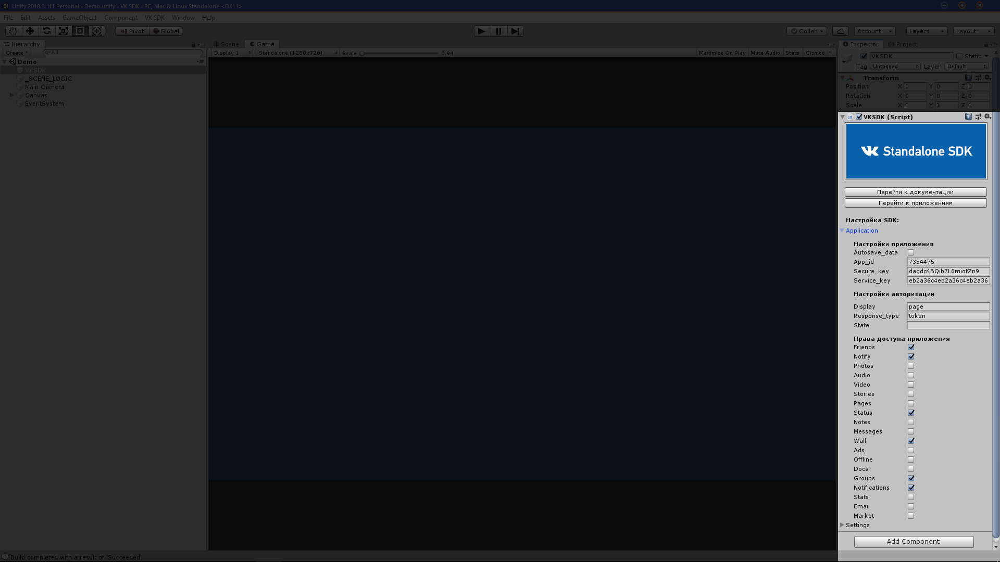 Unity 2018.3.1f1 Personal - Demo.unity - VK SDK - PC, Mac & Linux Standalone <DX11>
File Edit Assets GameObject Component VK SDK Window Help
Pivot Global Collab Account Layers Layout
Hierarchy
Create All
Demo
VKSDK
_SCENE_LOGIC
Main Camera
Canvas
EventSystem
Scene Game
Display 1 Standalone (1280x720) Scale 0.94 Maximize On Play Mute Audio Stats Gizmos
Inspector Project
VKSDK Static
Tag Untagged Layer Default
Transform
Position X 0 Y 0 Z 0
Rotation X 0 Y 0 Z 0
Scale X 1 Y 1 Z 1
VKSDK (Script)
Standalone SDK
Перейти к документации
Перейти к приложениям
Настройка SDK:
Application
Настройки приложения
Autosave_data
App_id 7354475
Secure_key dagdc4BQib7L6miotZn9
Service_key eb2a36c4eb2a36c4eb2a36
Настройки авторизации
Display page
Response_type token
State
Права доступа приложения
Friends
Notify
Photos
Audio
Video
Stories
Pages
Status
Notes
Messages
Wall
Ads
Offline
Docs
Groups
Notifications
Stats
Email
Market
Settings
Add Component
Build completed with a result of 'Succeeded'